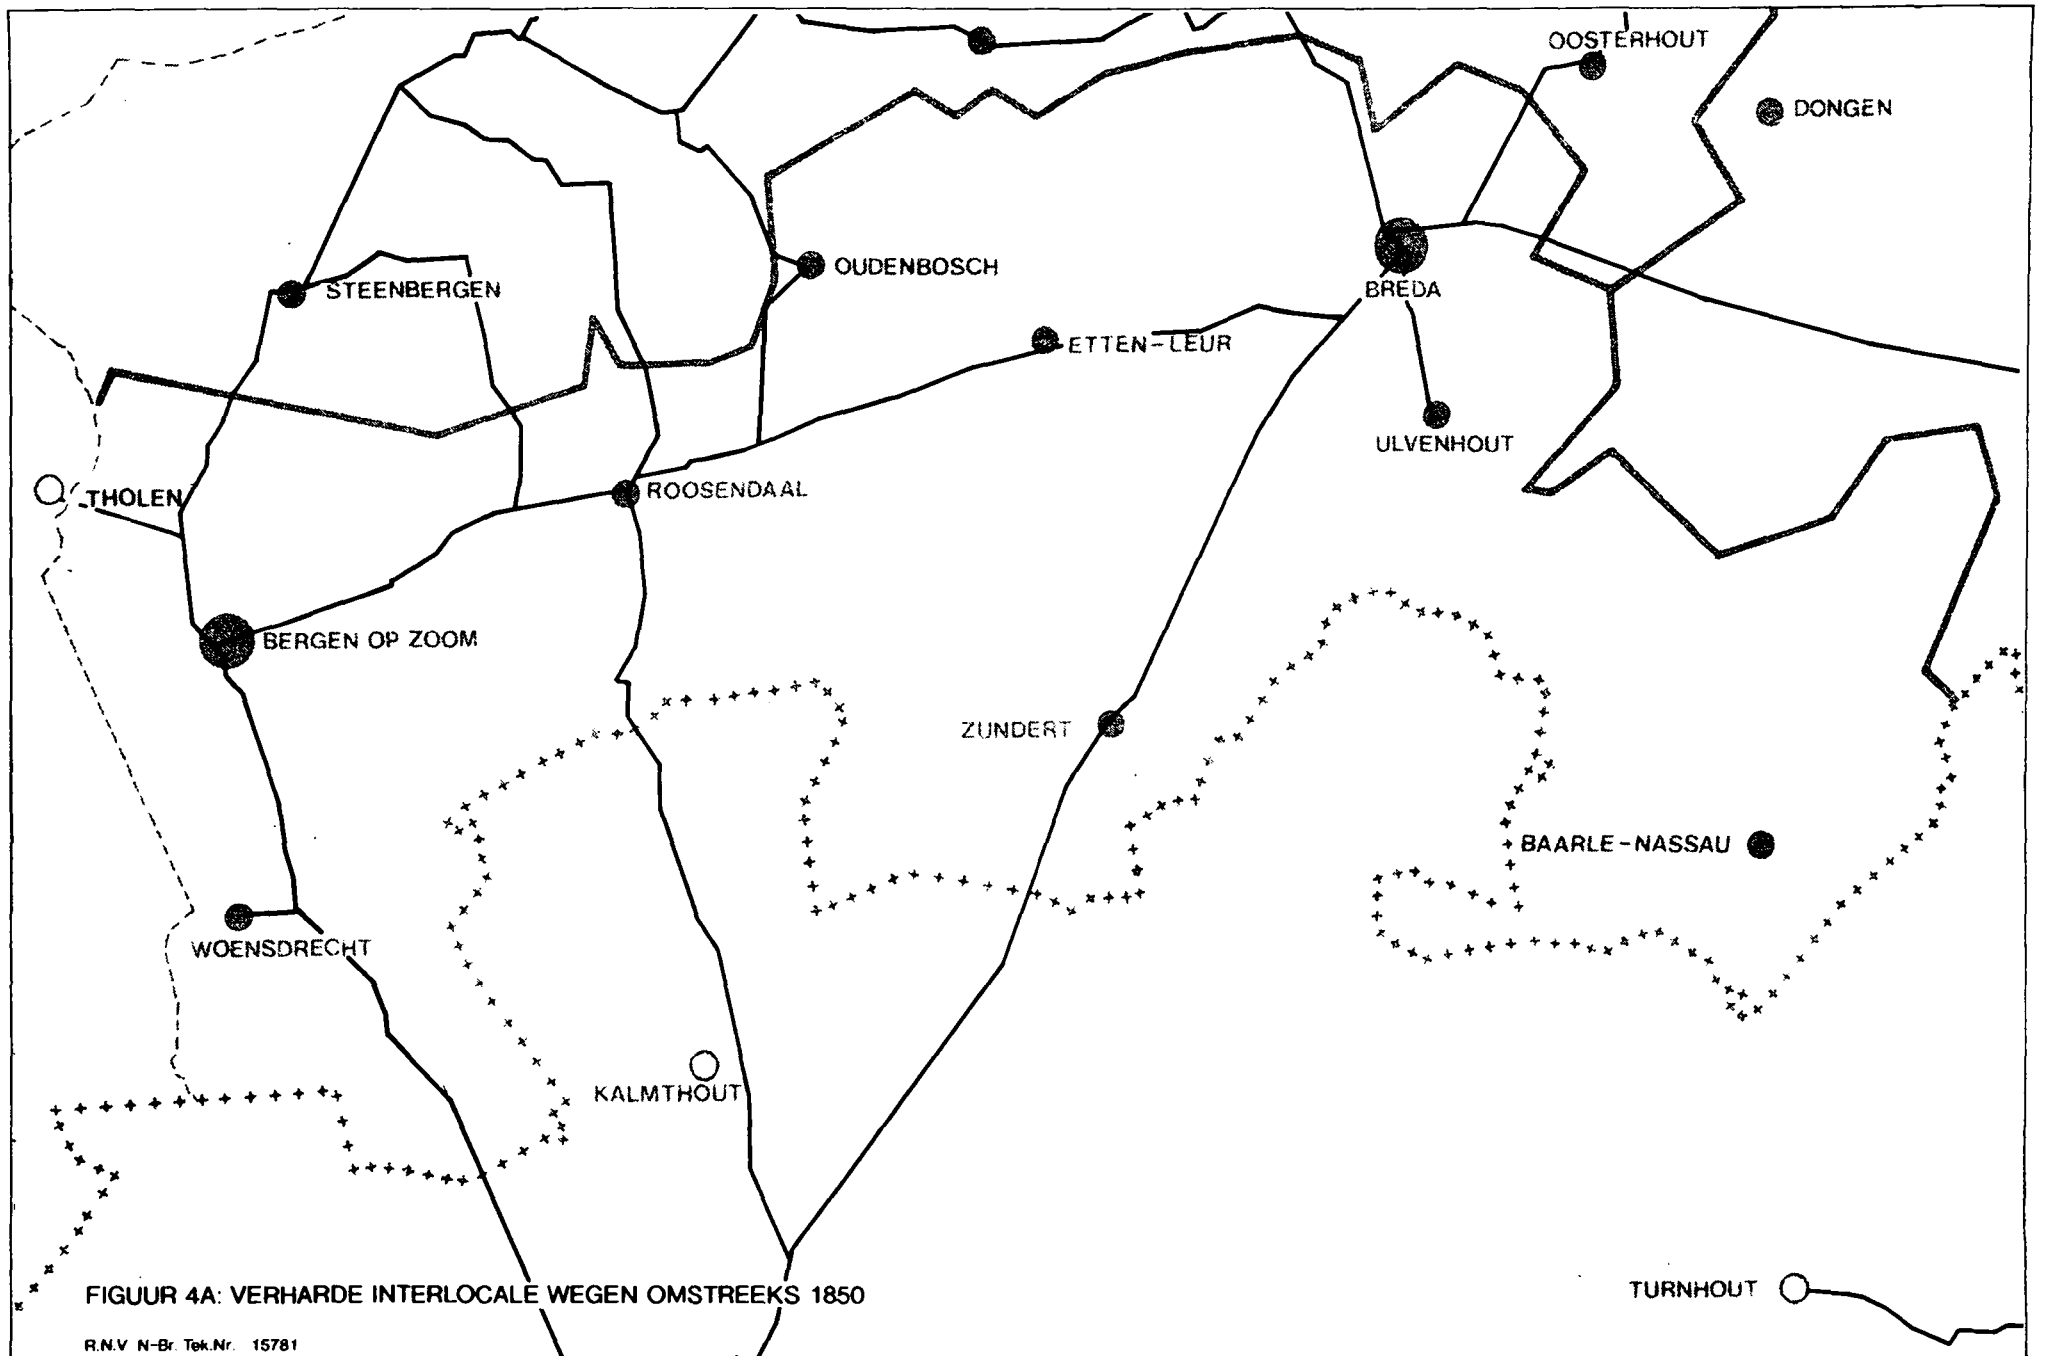 OOSTERHOUT
DONGEN
OUDENBOSCH
STEENBERGEN
BREDA
ETTEN-LEUR
ULVENHOUT
THOLEN
ROOSENDAAL
BERGEN OP ZOOM
ZUNDERT
BAARLE-NASSAU
WOENSDRECHT
KALMTHOUT
TURNHOUT
FIGUUR 4A: VERHARDE INTERLOCALE WEGEN OMSTREEKS 1850
R.N.V N-Br. Tek.Nr. 15781